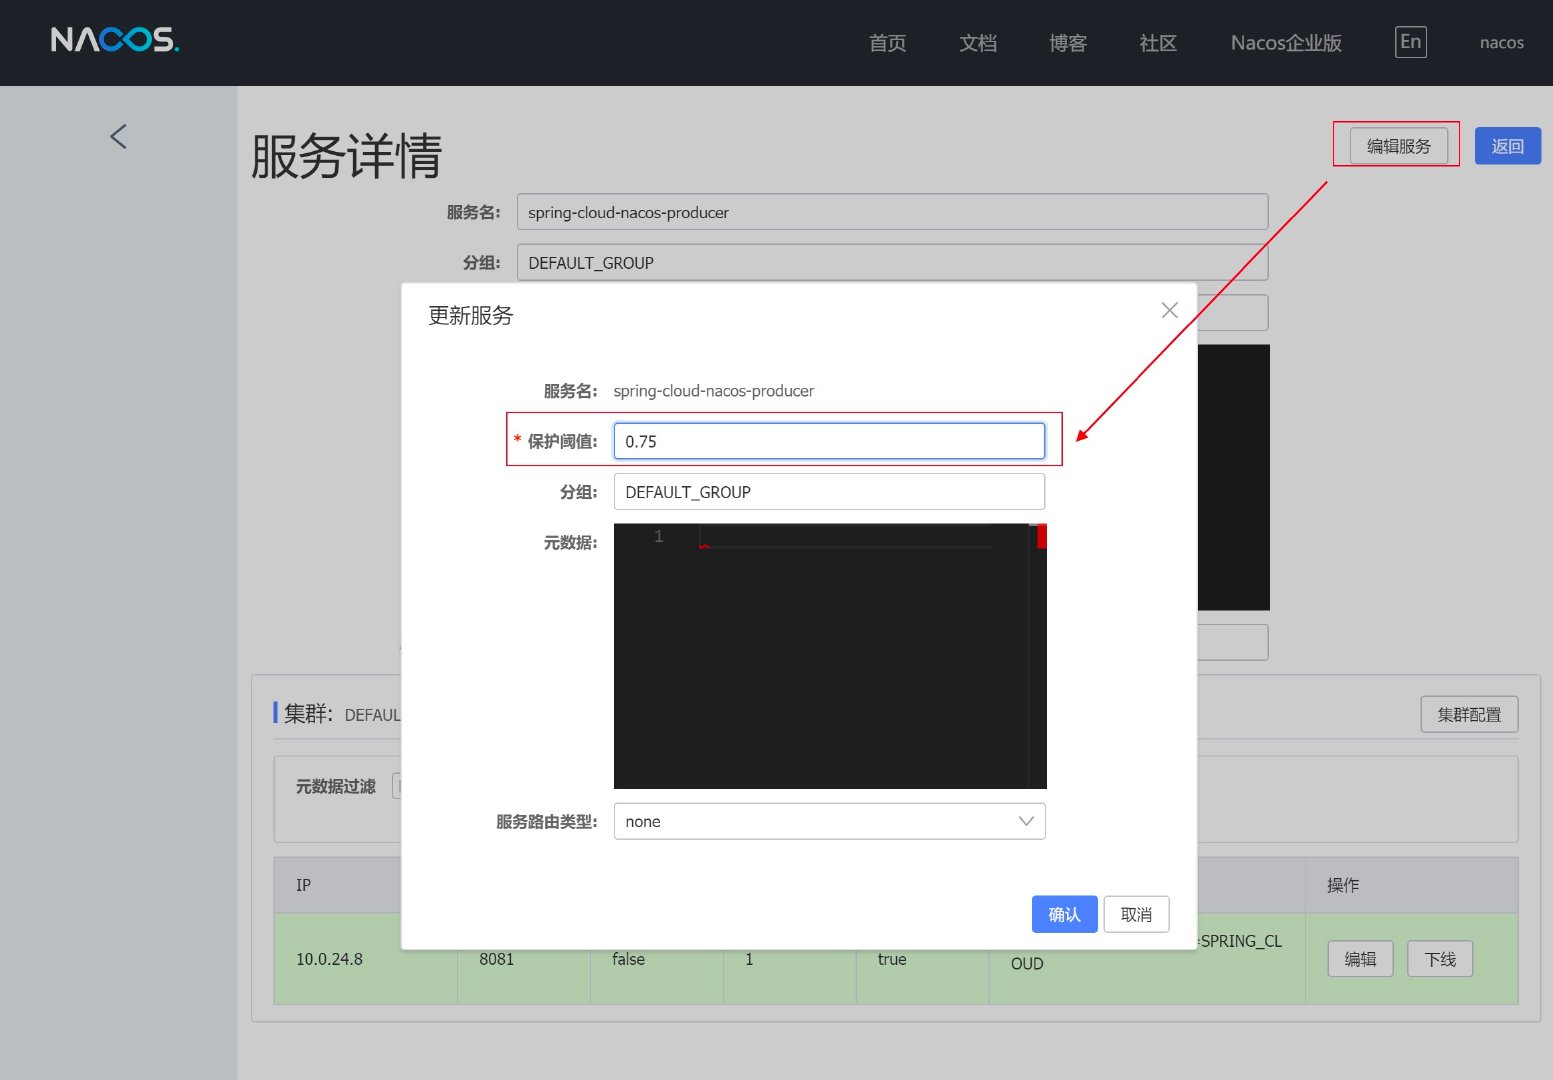 NACOS.
首页 文档 博客 社区 Nacos企业版 En nacos
服务详情
编辑服务 返回
服务名: spring-cloud-nacos-producer
分组: DEFAULT_GROUP
更新服务
服务名: spring-cloud-nacos-producer
* 保护阈值: 0.75
分组: DEFAULT_GROUP
元数据: 1
服务路由类型: none
确认 取消
集群: DEFAUL
集群配置
元数据过滤
IP 操作
10.0.24.8 8081 false 1 true =SPRING_CL
OUD 编辑 下线